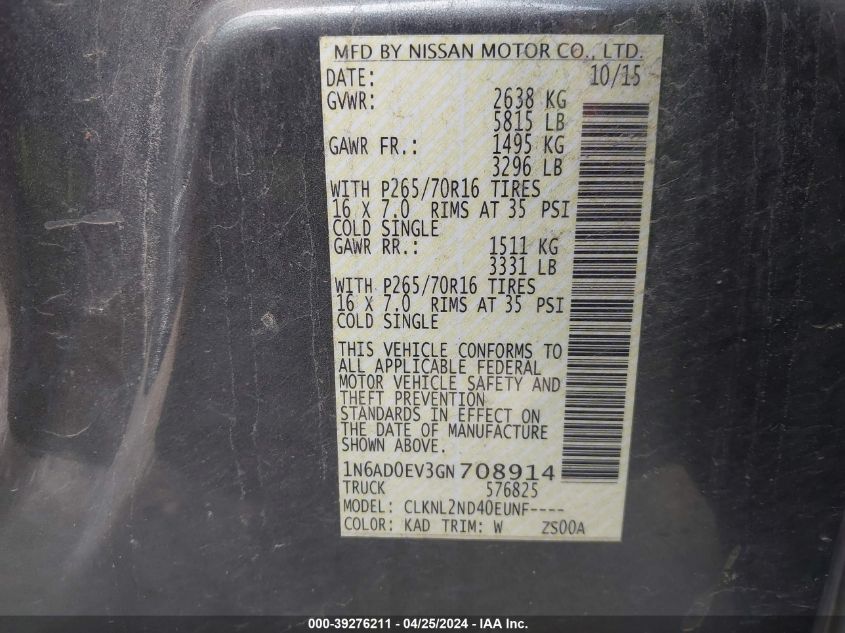 MFD BY NISSAN MOTOR CO., LTD.
DATE: 10/15
GVWR: 2638 KG
5815 LB
GAWR FR.: 1495 KG
3296 LB
WITH P265/70R16 TIRES
16 X 7.0 RIMS AT 35 PSI
COLD SINGLE
GAWR RR.: 1511 KG
3331 LB
WITH P265/70R16 TIRES
16 X 7.0 RIMS AT 35 PSI
COLD SINGLE
THIS VEHICLE CONFORMS TO
ALL APPLICABLE FEDERAL
MOTOR VEHICLE SAFETY AND
THEFT PREVENTION
STANDARDS IN EFFECT ON
THE DATE OF MANUFACTURE
SHOWN ABOVE.
1N6AD0EV3GN708914
TRUCK 576825
MODEL: CLKNL2ND40EUNF----
COLOR: KAD TRIM: W ZS00A
000-39276211 - 04/25/2024 - IAA Inc.